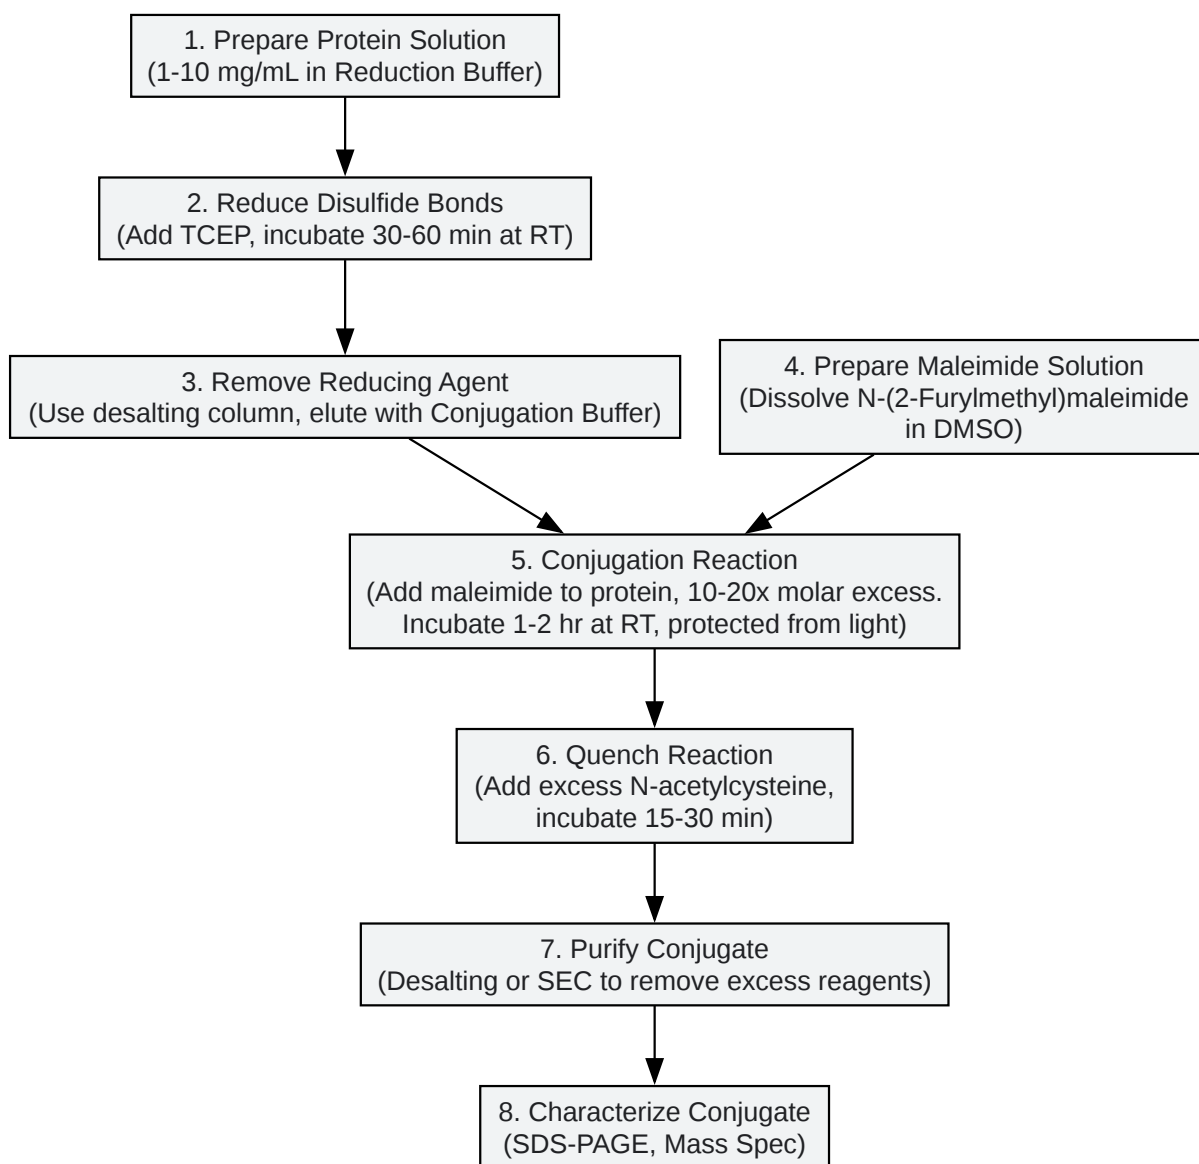 1. Prepare Protein Solution
(1-10 mg/mL in Reduction Buffer)
2. Reduce Disulfide Bonds
(Add TCEP, incubate 30-60 min at RT)
3. Remove Reducing Agent
(Use desalting column, elute with Conjugation Buffer)
4. Prepare Maleimide Solution
(Dissolve N-(2-Furylmethyl)maleimide
in DMSO)
5. Conjugation Reaction
(Add maleimide to protein, 10-20x molar excess.
Incubate 1-2 hr at RT, protected from light)
6. Quench Reaction
(Add excess N-acetylcysteine,
incubate 15-30 min)
7. Purify Conjugate
(Desalting or SEC to remove excess reagents)
8. Characterize Conjugate
(SDS-PAGE, Mass Spec)